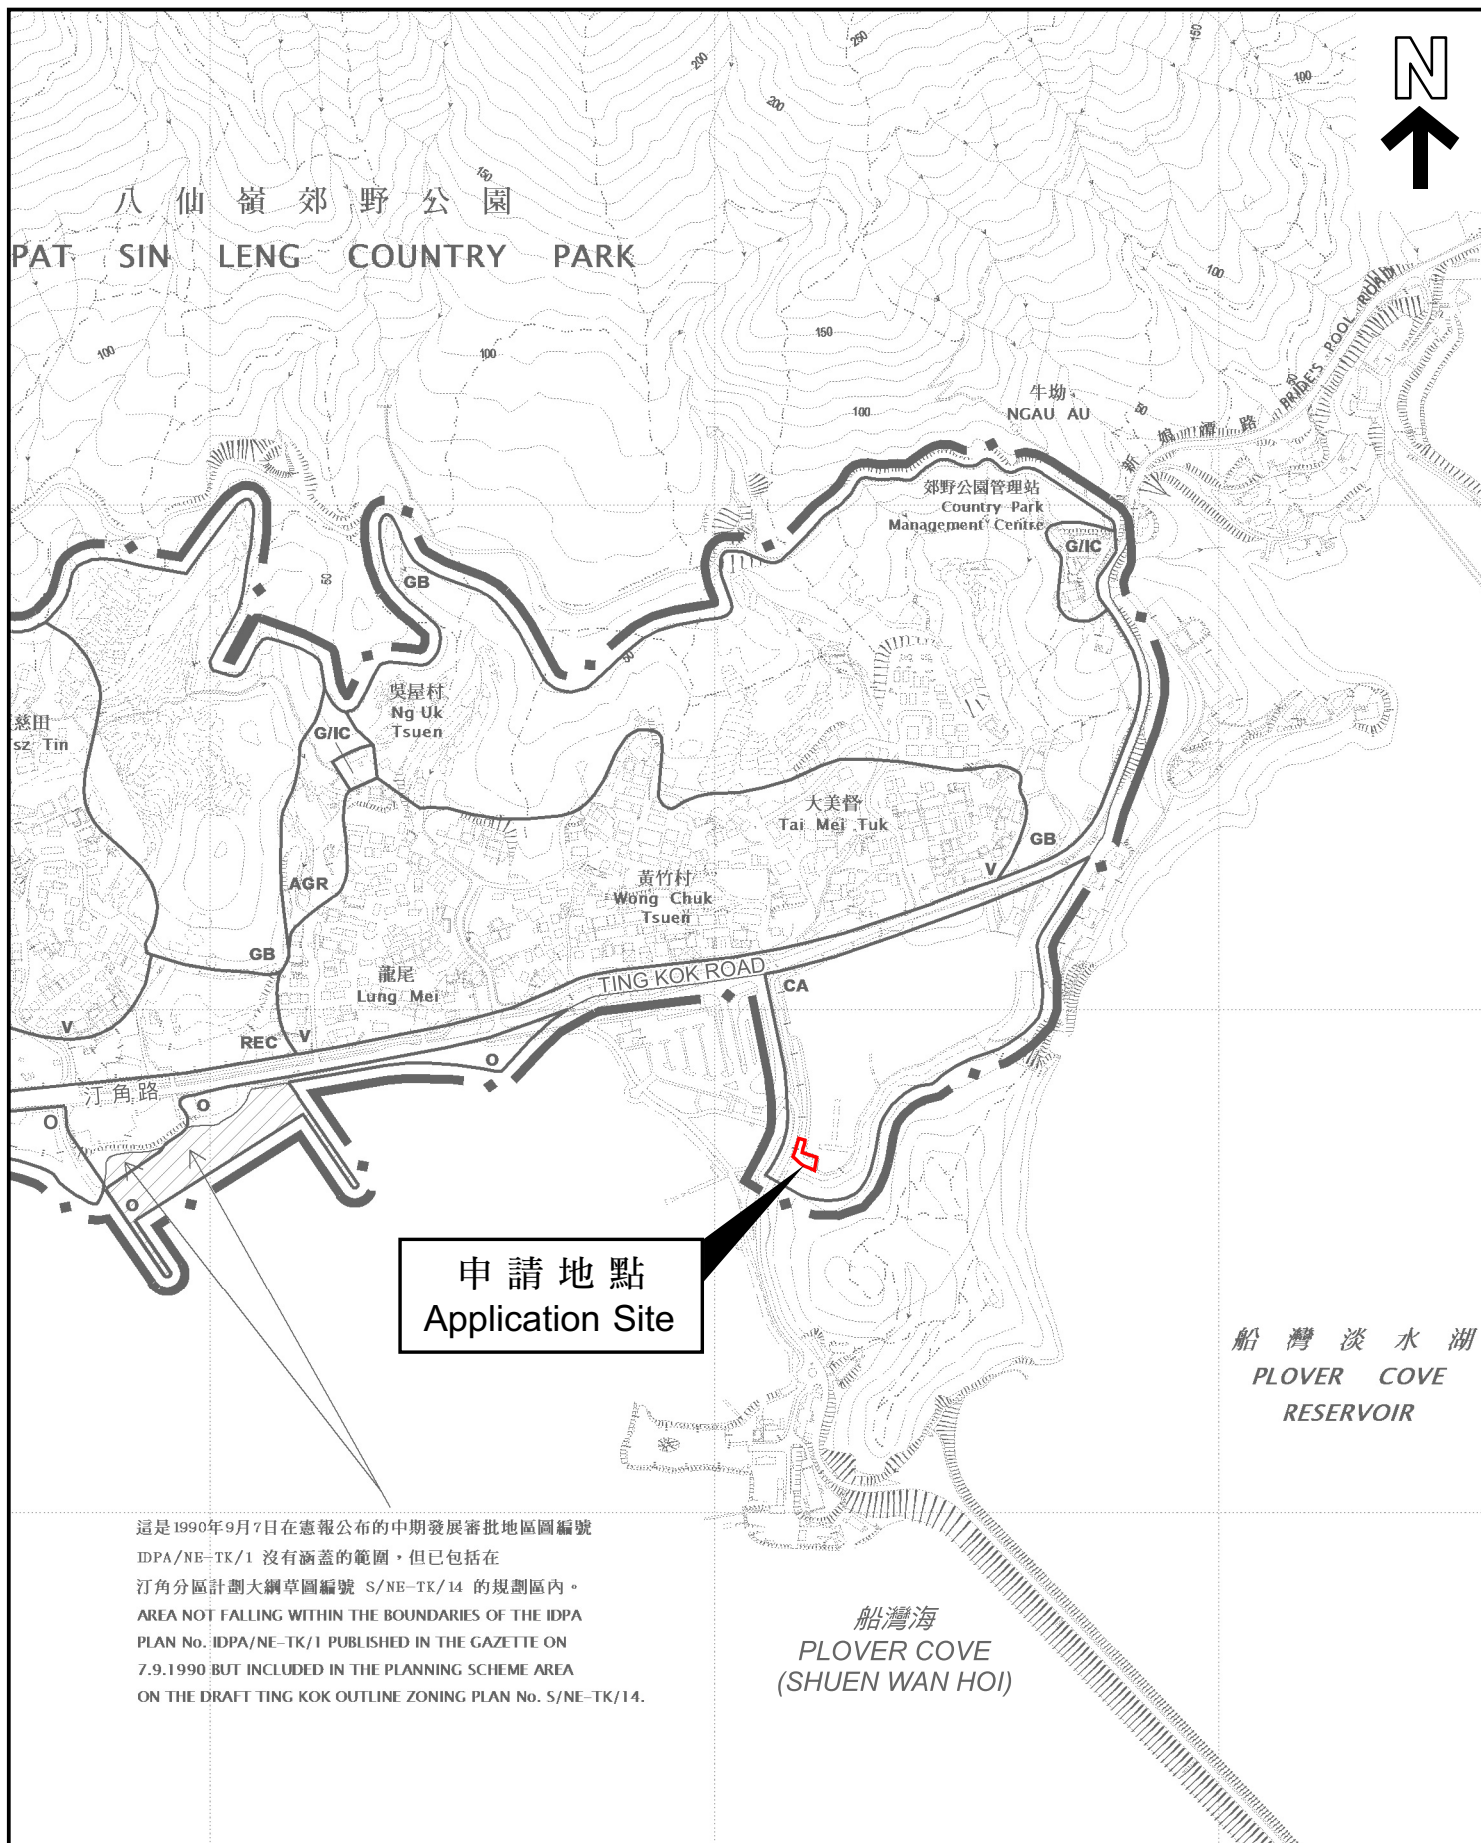 N
250
150
200
100
200
150
八仙嶺郊野公園
PAT SIN LENG COUNTRY PARK
100
150
100
100
50
新娘潭路 BRIDE'S POOL ROAD
牛坳
NGAU AU
100
50
郊野公園管理站
Country Park
Management Centre
G/IC
50
GB
50
吳屋村
Ng Uk
Tsuen
慈田
sz Tin
G/IC
大美督
Tai Mei Tuk
GB
V
黃竹村
Wong Chuk
Tsuen
AGR
GB
龍尾
Lung Mei
TING KOK ROAD
CA
V
REC
V
O
汀角路
O
O
O
申請地點
Application Site
船灣淡水湖
PLOVER COVE
RESERVOIR
這是1990年9月7日在憲報公布的中期發展審批地區圖編號
IDPA/NE-TK/1 沒有涵蓋的範圍，但已包括在
汀角分區計劃大綱草圖編號 S/NE-TK/14 的規劃區內。
AREA NOT FALLING WITHIN THE BOUNDARIES OF THE IDPA
PLAN No. IDPA/NE-TK/1 PUBLISHED IN THE GAZETTE ON
7.9.1990 BUT INCLUDED IN THE PLANNING SCHEME AREA
ON THE DRAFT TING KOK OUTLINE ZONING PLAN No. S/NE-TK/14.
船灣海
PLOVER COVE
(SHUEN WAN HOI)